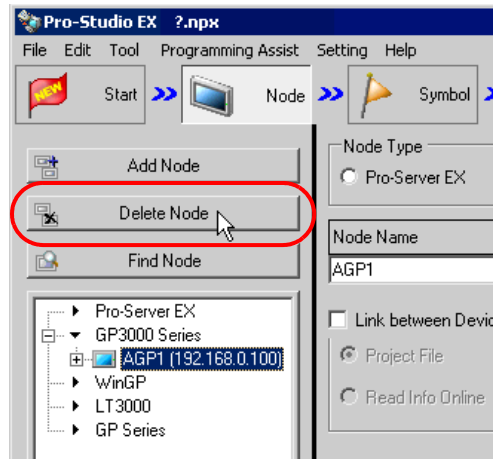 Pro-Studio EX ?.npx
File Edit Tool Programming Assist Setting Help
NEW Start Node Symbol
Add Node
Delete Node
Find Node
Pro-Server EX
GP3000 Series
AGP1 (192.168.0.100)
WinGP
LT3000
GP Series
Node Type
Pro-Server EX
Node Name
AGP1
Link between Devic
Project File
Read Info Online